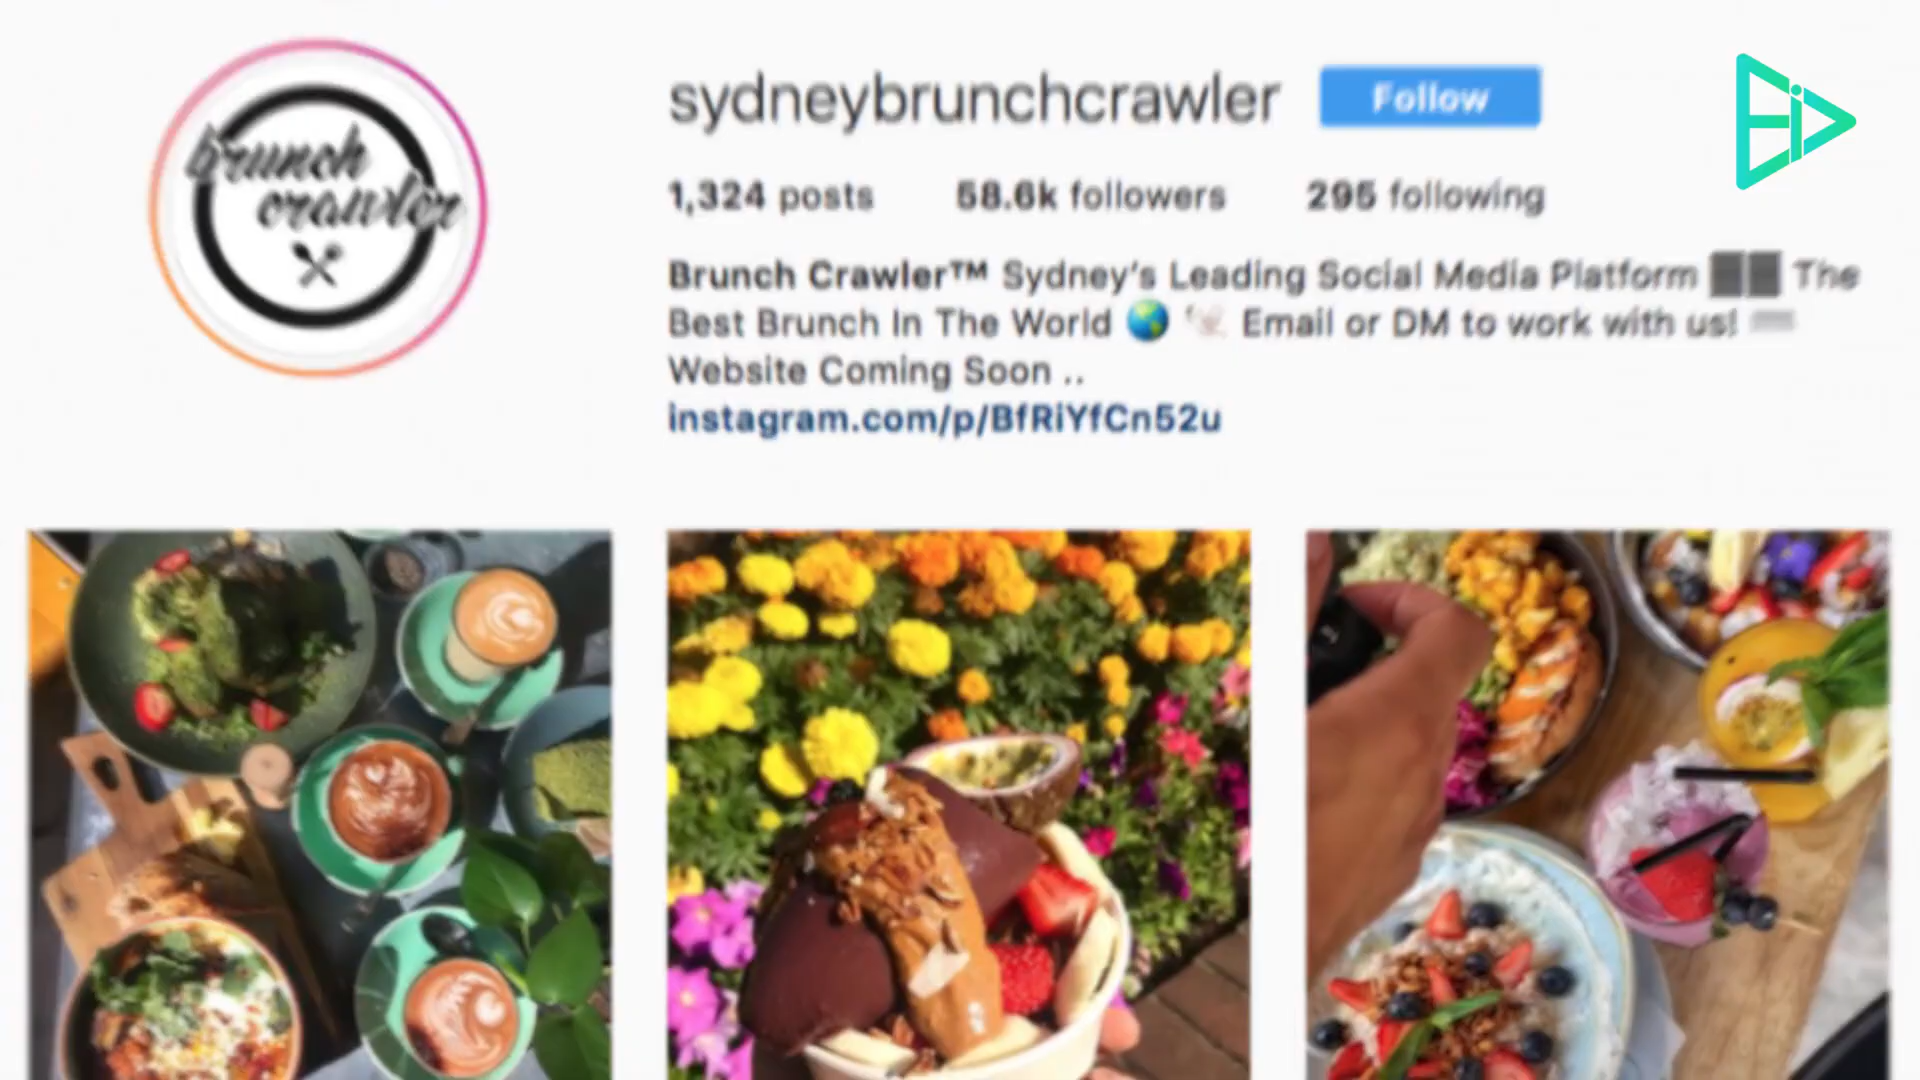 brunch
crawler
sydneybrunchcrawler Follow
1,324 posts 58.6k followers 295 following
Brunch Crawler™ Sydney's Leading Social Media Platform The
Best Brunch In The World 🌏 Email or DM to work with us!
Website Coming Soon ..
instagram.com/p/BfRiYfCn52u